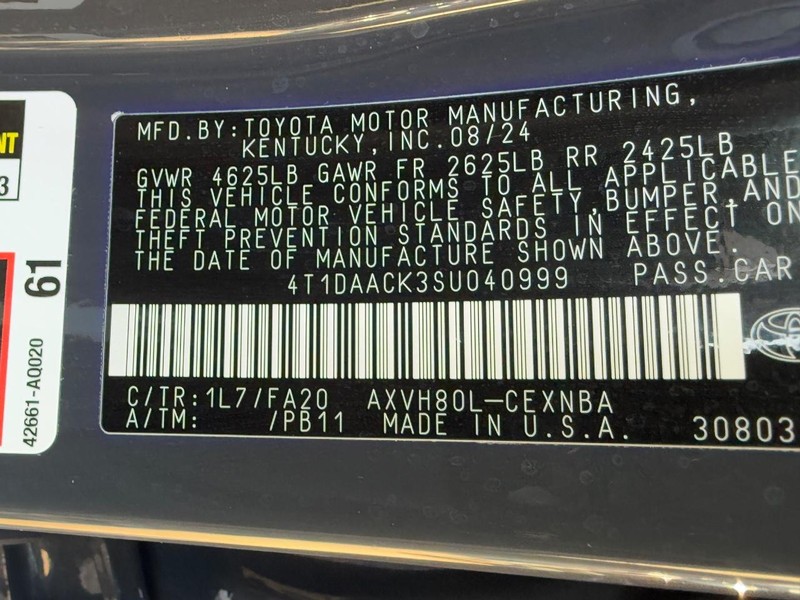 MFD.BY:TOYOTA MOTOR MANUFACTURING,
KENTUCKY,INC.08/24
GVWR 4625LB GAWR FR 2625LB RR 2425LB
THIS VEHICLE CONFORMS TO ALL APPLICABLE
FEDERAL MOTOR VEHICLE SAFETY,BUMPER,AND
THEFT PREVENTION STANDARDS IN EFFECT ON
THE DATE OF MANUFACTURE SHOWN ABOVE.
4T1DAACK3SU040999 PASS.CAR
C/TR:1L7/FA20 AXVH80L-CEXNBA
A/TM: /PB11 MADE IN U.S.A. 30803
NT
3
61
42661-AQ020